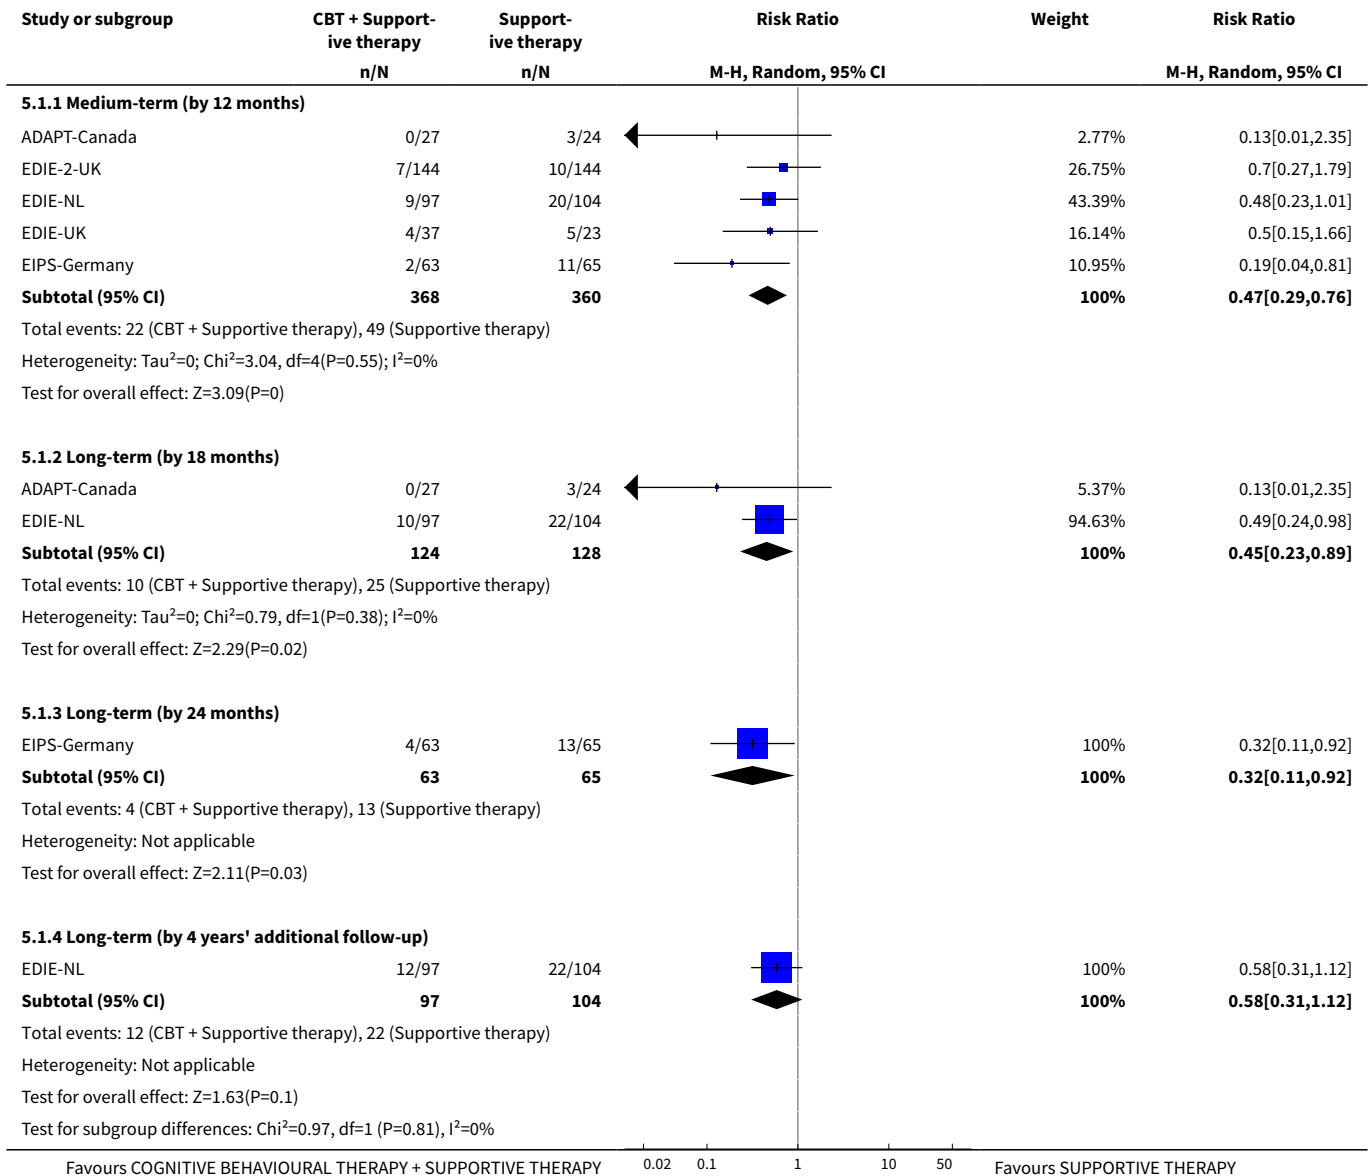 Study or subgroup CBT + Support- Support- Risk Ratio Weight Risk Ratio
ive therapy ive therapy
n/N n/N M-H, Random, 95% CI M-H, Random, 95% CI
5.1.1 Medium-term (by 12 months)
ADAPT-Canada 0/27 3/24 2.77% 0.13[0.01,2.35]
EDIE-2-UK 7/144 10/144 26.75% 0.7[0.27,1.79]
EDIE-NL 9/97 20/104 43.39% 0.48[0.23,1.01]
EDIE-UK 4/37 5/23 16.14% 0.5[0.15,1.66]
EIPS-Germany 2/63 11/65 10.95% 0.19[0.04,0.81]
Subtotal (95% CI) 368 360 100% 0.47[0.29,0.76]
Total events: 22 (CBT + Supportive therapy), 49 (Supportive therapy)
Heterogeneity: Tau²=0; Chi²=3.04, df=4(P=0.55); I²=0%
Test for overall effect: Z=3.09(P=0)
5.1.2 Long-term (by 18 months)
ADAPT-Canada 0/27 3/24 5.37% 0.13[0.01,2.35]
EDIE-NL 10/97 22/104 94.63% 0.49[0.24,0.98]
Subtotal (95% CI) 124 128 100% 0.45[0.23,0.89]
Total events: 10 (CBT + Supportive therapy), 25 (Supportive therapy)
Heterogeneity: Tau²=0; Chi²=0.79, df=1(P=0.38); I²=0%
Test for overall effect: Z=2.29(P=0.02)
5.1.3 Long-term (by 24 months)
EIPS-Germany 4/63 13/65 100% 0.32[0.11,0.92]
Subtotal (95% CI) 63 65 100% 0.32[0.11,0.92]
Total events: 4 (CBT + Supportive therapy), 13 (Supportive therapy)
Heterogeneity: Not applicable
Test for overall effect: Z=2.11(P=0.03)
5.1.4 Long-term (by 4 years' additional follow-up)
EDIE-NL 12/97 22/104 100% 0.58[0.31,1.12]
Subtotal (95% CI) 97 104 100% 0.58[0.31,1.12]
Total events: 12 (CBT + Supportive therapy), 22 (Supportive therapy)
Heterogeneity: Not applicable
Test for overall effect: Z=1.63(P=0.1)
Test for subgroup differences: Chi²=0.97, df=1 (P=0.81), I²=0%
Favours COGNITIVE BEHAVIOURAL THERAPY + SUPPORTIVE THERAPY 0.02 0.1 1 10 50 Favours SUPPORTIVE THERAPY